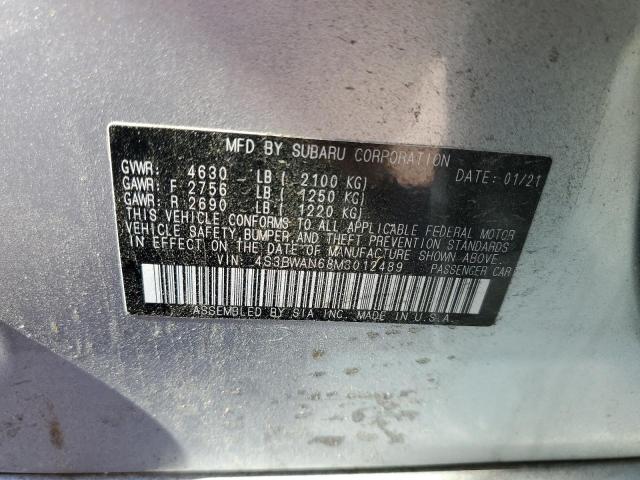 MFD BY SUBARU CORPORATION DATE: 01/21
GVWR: 4630 LB ( 2100 KG)
GAWR: F 2756 LB ( 1250 KG)
GAWR: R 2690 LB ( 1220 KG)
THIS VEHICLE CONFORMS TO ALL APPLICABLE FEDERAL MOTOR
VEHICLE SAFETY, BUMPER, AND THEFT PREVENTION STANDARDS
IN EFFECT ON THE DATE OF MANUFACTURE SHOWN ABOVE.
VIN: 4S3BWAN68M3012489 PASSENGER CAR
ASSEMBLED BY SIA INC. MADE IN U.S.A.